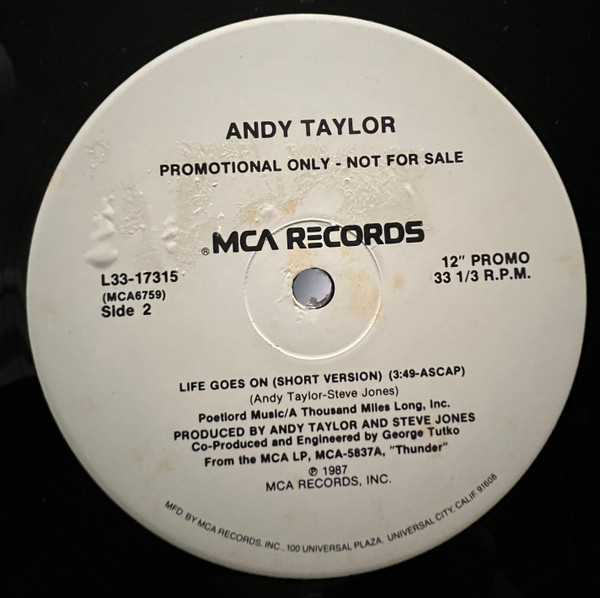 ANDY TAYLOR
PROMOTIONAL ONLY - NOT FOR SALE
® MCA RECORDS
L33-17315
(MCA6759)
Side 2
12" PROMO
33 1/3 R.P.M.
LIFE GOES ON (SHORT VERSION) (3:49-ASCAP)
(Andy Taylor-Steve Jones)
Poetlord Music/A Thousand Miles Long, Inc.
PRODUCED BY ANDY TAYLOR AND STEVE JONES
Co-Produced and Engineered by George Tutko
From the MCA LP, MCA-5837A, "Thunder"
℗ 1987
MCA RECORDS, INC.
MFD BY MCA RECORDS, INC., 100 UNIVERSAL PLAZA, UNIVERSAL CITY, CALIF. 91608